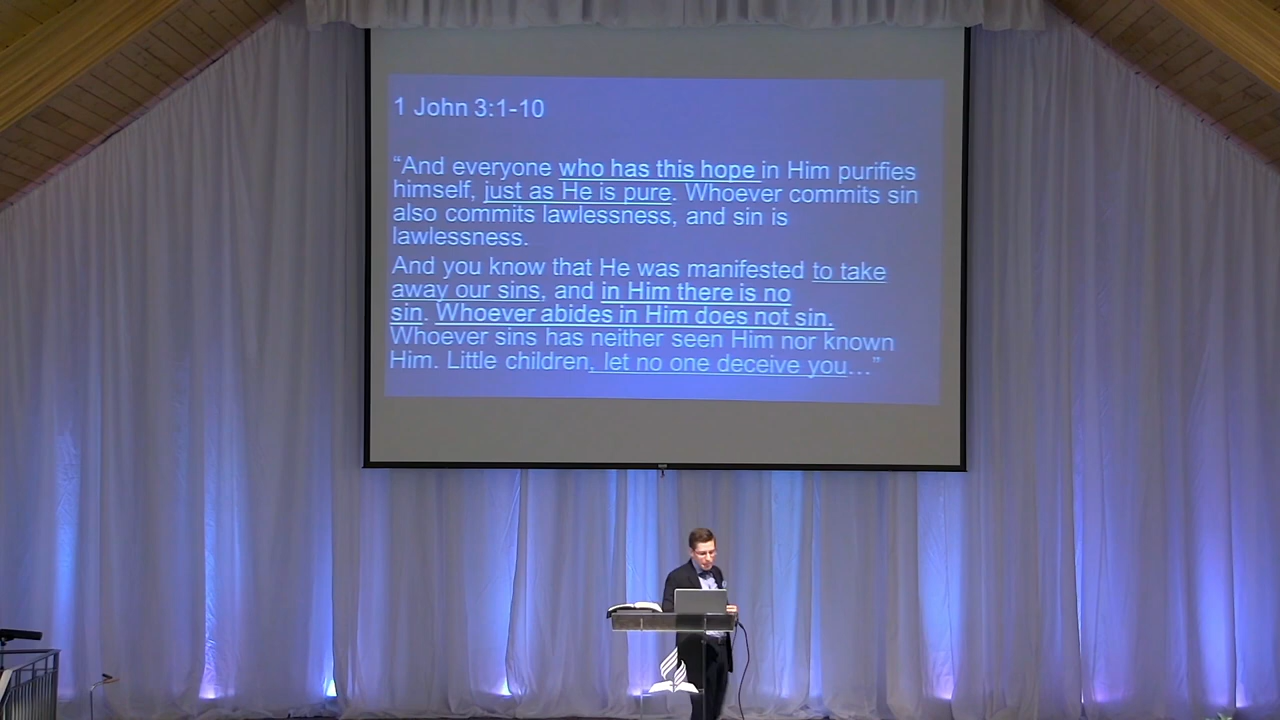 1 John 3:1-10
“And everyone who has this hope in Him purifies
himself, just as He is pure. Whoever commits sin
also commits lawlessness, and sin is
lawlessness.
And you know that He was manifested to take
away our sins, and in Him there is no
sin. Whoever abides in Him does not sin.
Whoever sins has neither seen Him nor known
Him. Little children, let no one deceive you…”